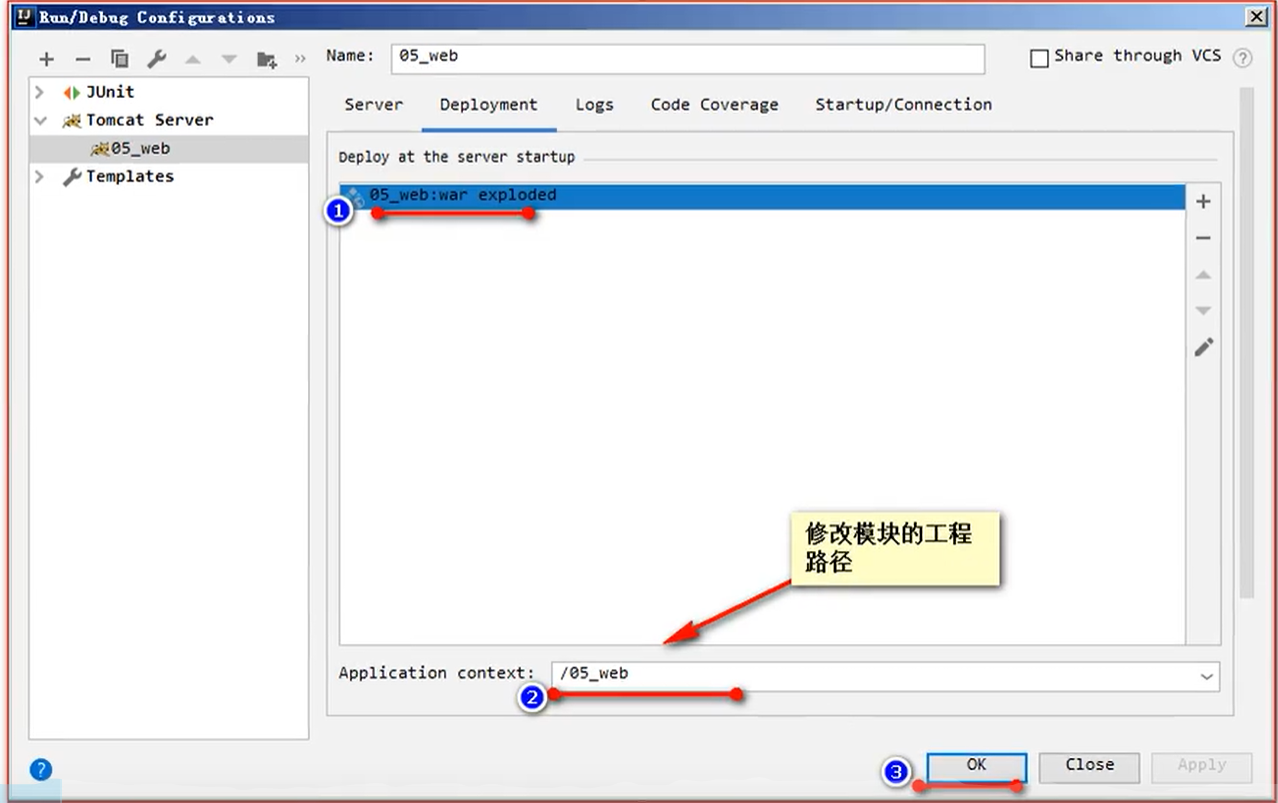 Run/Debug Configurations
Name: 05_web
Share through VCS
?
JUnit
Tomcat Server
05_web
Templates
Server Deployment Logs Code Coverage Startup/Connection
Deploy at the server startup
05_web:war exploded
1
修改模块的工程
路径
Application context: /05_web
2
?
3
OK Close Apply